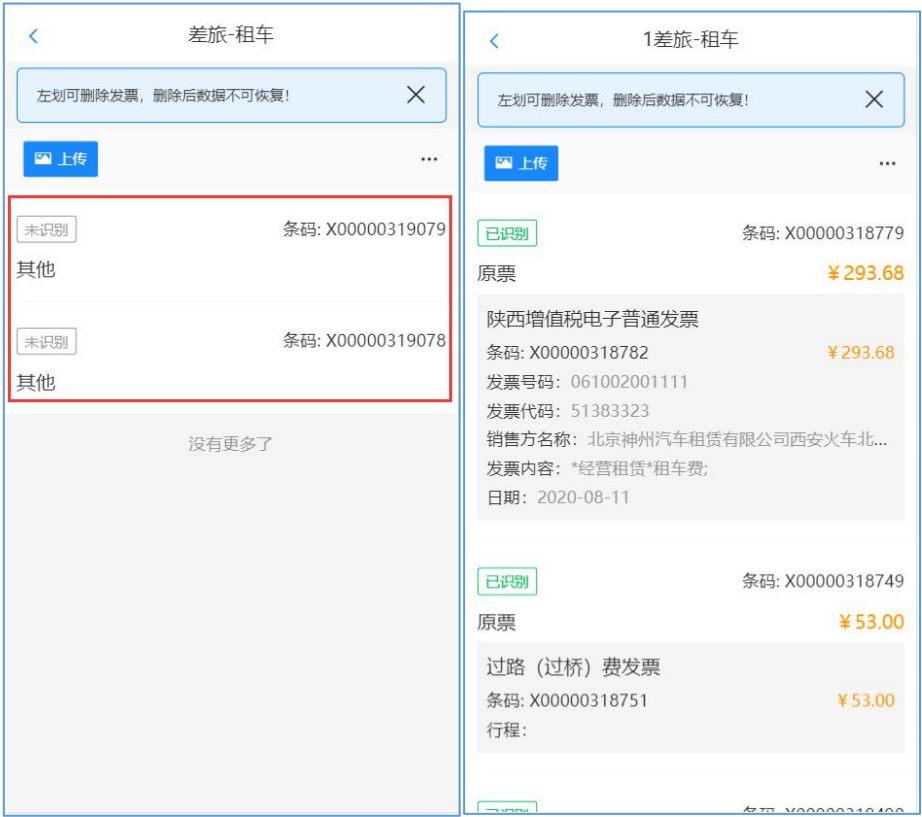 差旅-租车
左划可删除发票，删除后数据不可恢复！
上传
未识别
条码: X00000319079
其他
未识别
条码: X00000319078
其他
没有更多了
1差旅-租车
左划可删除发票，删除后数据不可恢复！
上传
已识别
条码: X00000318779
原票
¥293.68
陕西增值税电子普通发票
条码: X00000318782
¥293.68
发票号码：061002001111
发票代码：51383323
销售方名称：北京神州汽车租赁有限公司西安火车北...
发票内容：*经营租赁*租车费;
日期：2020-08-11
已识别
条码: X00000318749
原票
¥53.00
过路（过桥）费发票
条码: X00000318751
¥53.00
行程：